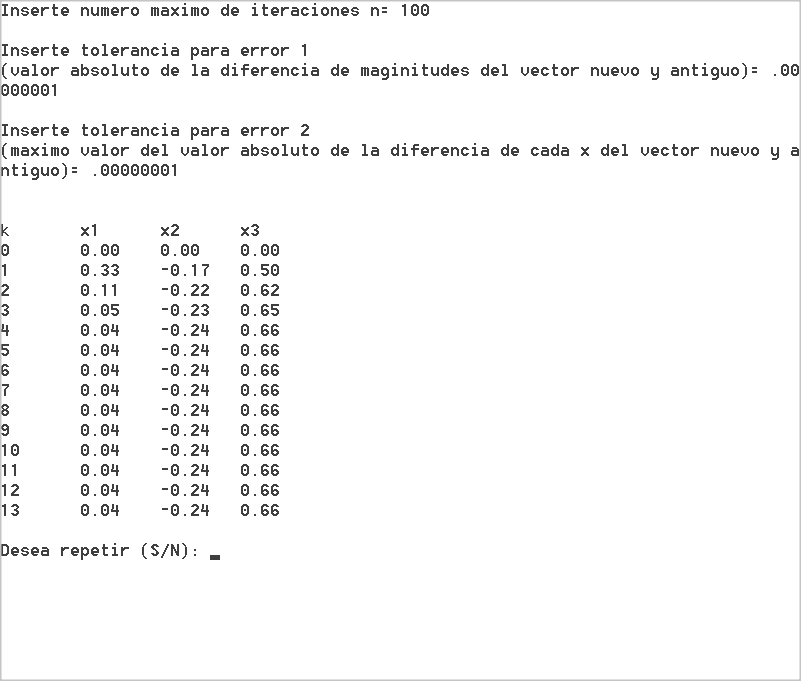 Inserte numero maximo de iteraciones n= 100
Inserte tolerancia para error 1
(valor absoluto de la diferencia de maginitudes del vector nuevo y antiguo)= .00
000001
Inserte tolerancia para error 2
(maximo valor del valor absoluto de la diferencia de cada x del vector nuevo y a
ntiguo)= .00000001
k x1 x2 x3
0 0.00 0.00 0.00
1 0.33 -0.17 0.50
2 0.11 -0.22 0.62
3 0.05 -0.23 0.65
4 0.04 -0.24 0.66
5 0.04 -0.24 0.66
6 0.04 -0.24 0.66
7 0.04 -0.24 0.66
8 0.04 -0.24 0.66
9 0.04 -0.24 0.66
10 0.04 -0.24 0.66
11 0.04 -0.24 0.66
12 0.04 -0.24 0.66
13 0.04 -0.24 0.66
Desea repetir (S/N): _